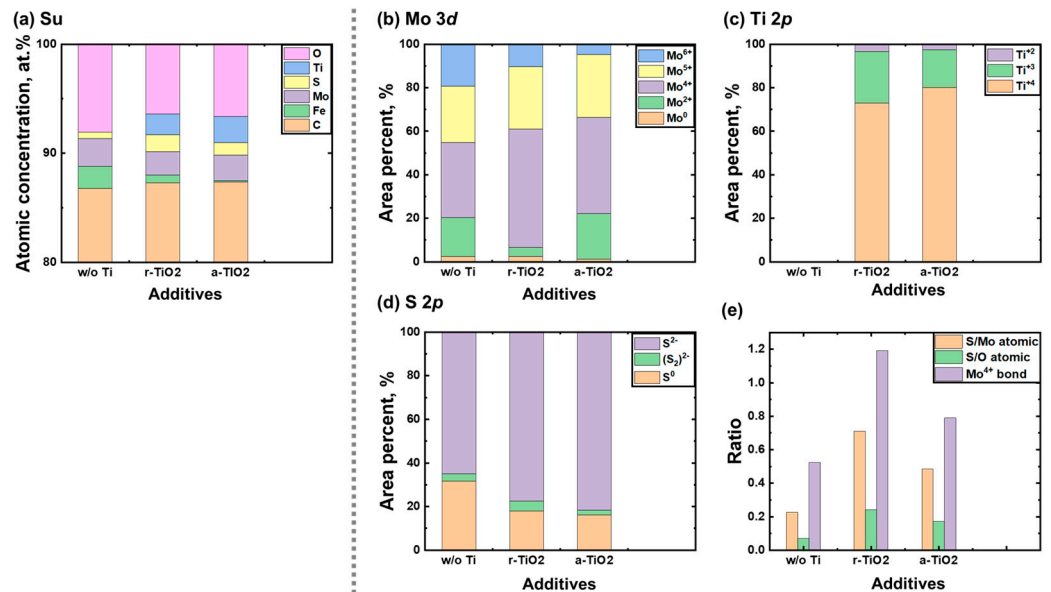 (a) Su
Atomic concentration, at.%
100
90
80
O
Ti
S
Mo
Fe
C
w/o Ti
r-TiO2
a-TIO2
Additives
(b) Mo 3d
Area percent, %
100
80
60
40
20
0
Mo⁶⁺
Mo⁵⁺
Mo⁴⁺
Mo²⁺
Mo⁰
w/o Ti
r-TiO2
a-TiO2
Additives
(c) Ti 2p
Area percent, %
100
80
60
40
20
0
Ti⁺²
Ti⁺³
Ti⁺⁴
w/o Ti
r-TiO2
a-TiO2
Additives
(d) S 2p
Area percent, %
100
80
60
40
20
0
S²⁻
(S₂)²⁻
S⁰
w/o Ti
r-TiO2
a-TiO2
Additives
(e)
Ratio
1.2
1.0
0.8
0.6
0.4
0.2
0.0
S/Mo atomic
S/O atomic
Mo⁴⁺ bond
w/o Ti
r-TiO2
a-TiO2
Additives